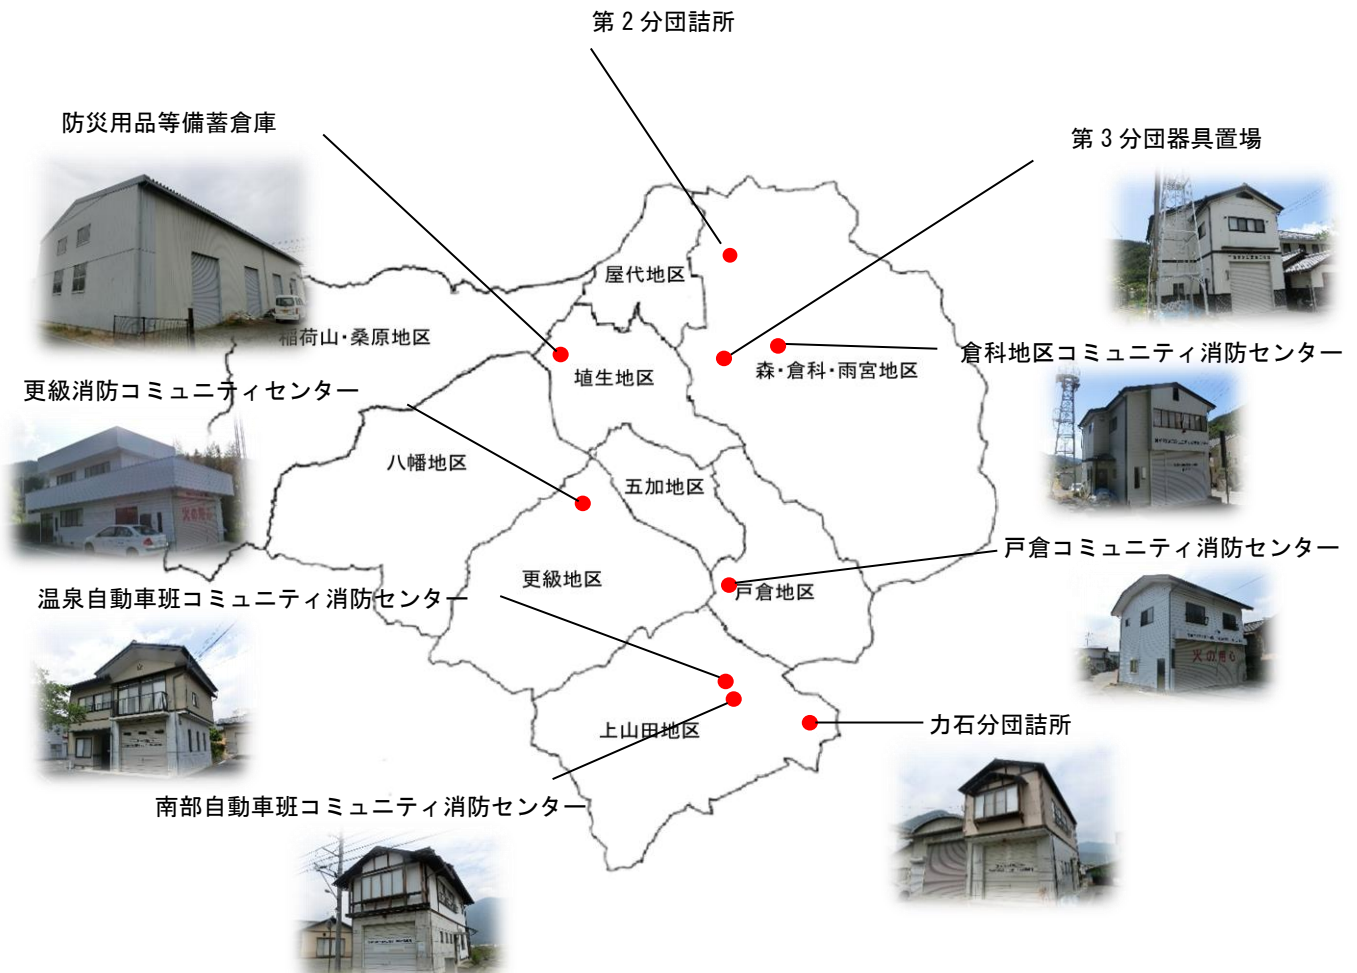 第2分団詰所
防災用品等備蓄倉庫
第3分団器具置場
屋代地区
稲荷山・桑原地区
埴生地区
倉科地区コミュニティ消防センター
森・倉科・雨宮地区
更級消防コミュニティセンター
八幡地区
五加地区
火の用心
戸倉コミュニティ消防センター
更級地区
戸倉地区
温泉自動車班コミュニティ消防センター
火の用心
上山田地区
力石分団詰所
南部自動車班コミュニティ消防センター